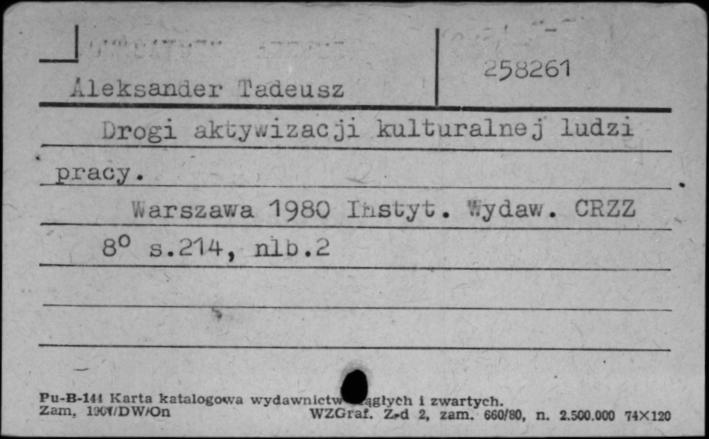 258261
Aleksander Tadeusz
Drogi aktywizacji kulturalnej ludzi
pracy.
Warszawa 1980 Instyt. Wydaw. CRZZ
8° s.214, nlb.2
Pu-B-144 Karta katalogowa wydawnictw ciągłych i zwartych.
Zam, DW/On WZGraf. Z-d 2, zam. 660/80, n. 2.500.000 74×120